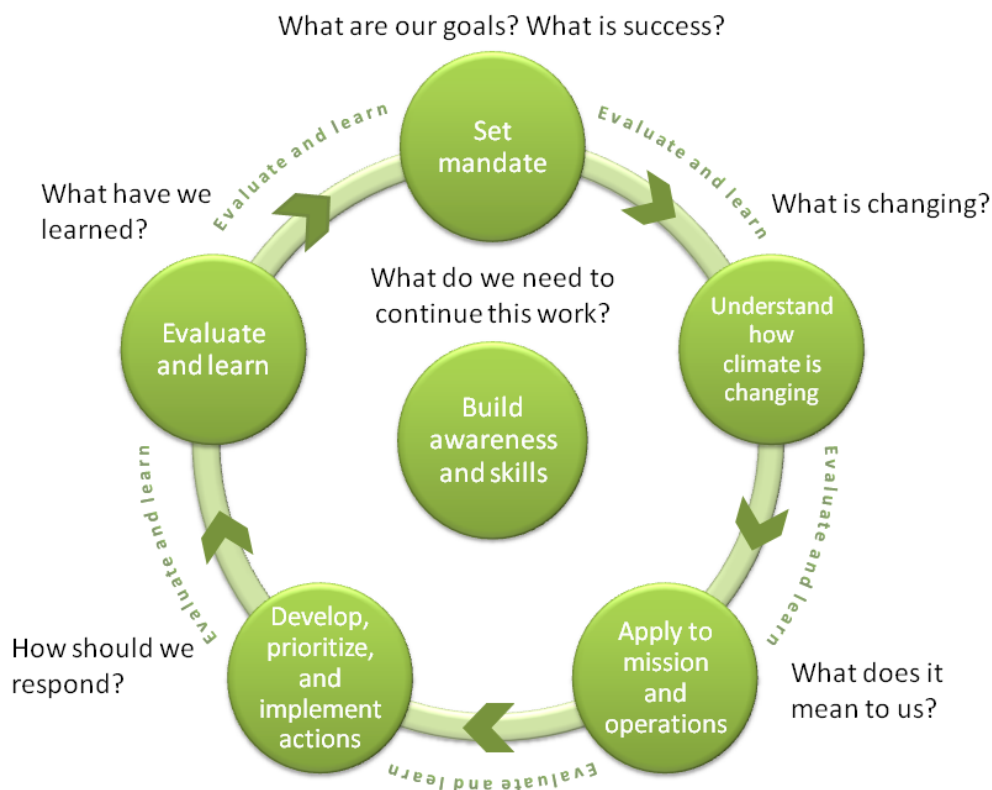 What are our goals? What is success?
Set
mandate
Evaluate and learn
Evaluate and learn
What is changing?
Understand
how
climate is
changing
Evaluate and learn
What does it
mean to us?
Apply to
mission
and
operations
Evaluate and learn
Develop,
prioritize,
and
implement
actions
How should we
respond?
Evaluate and learn
Evaluate
and learn
What have we
learned?
What do we need to
continue this work?
Build
awareness
and skills